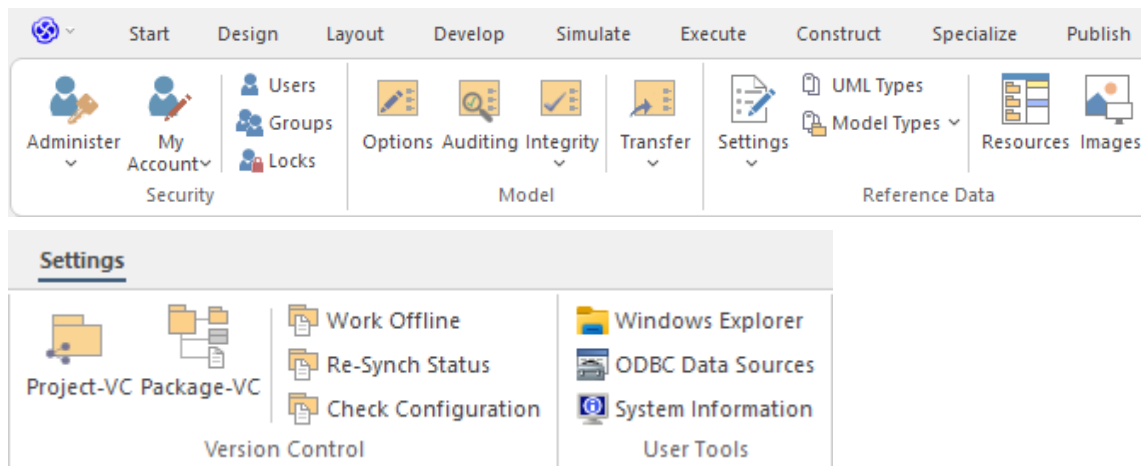 Start Design Layout Develop Simulate Execute Construct Specialize Publish
Administer
My Account
Users
Groups
Locks
Security
Options Auditing Integrity Transfer
Model
Settings
UML Types
Model Types
Resources Images
Reference Data
Settings
Project-VC Package-VC
Work Offline
Re-Synch Status
Check Configuration
Version Control
Windows Explorer
ODBC Data Sources
System Information
User Tools